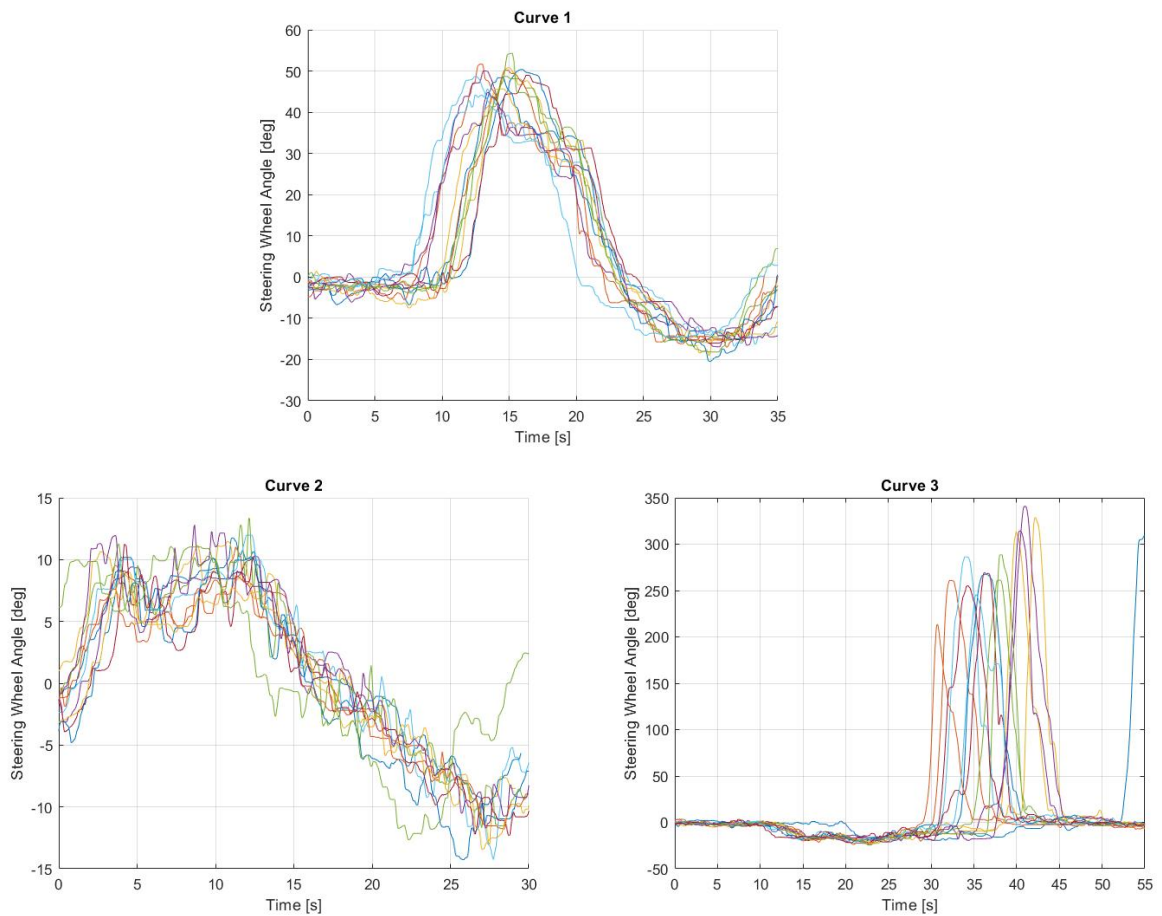 Curve 1
60
50
40
30
20
10
0
-10
-20
-30
Steering Wheel Angle [deg]
0 5 10 15 20 25 30 35
Time [s]
Curve 2
15
10
5
0
-5
-10
-15
Steering Wheel Angle [deg]
0 5 10 15 20 25 30
Time [s]
Curve 3
350
300
250
200
150
100
50
0
-50
Steering Wheel Angle [deg]
0 5 10 15 20 25 30 35 40 45 50 55
Time [s]